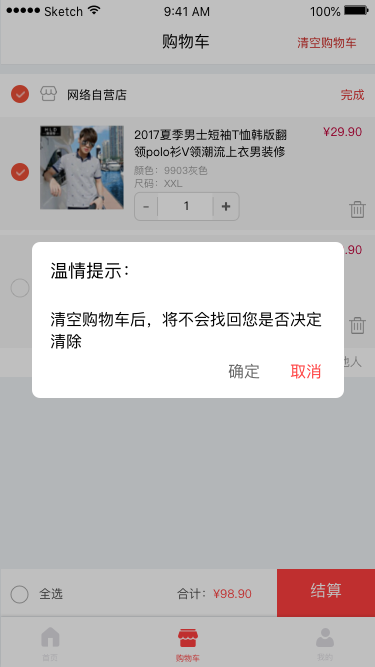 Sketch 9:41 AM 100%
购物车 清空购物车
网络自营店 完成
2017夏季男士短袖T恤韩版翻 ¥29.90
领polo衫V领潮流上衣男装修
颜色：9903灰色
尺码：XXL
- 1 +
.90
温情提示：
清空购物车后，将不会找回您是否决定
清除
确定 取消
他人
全选 合计：¥98.90 结算
首页 购物车 我的